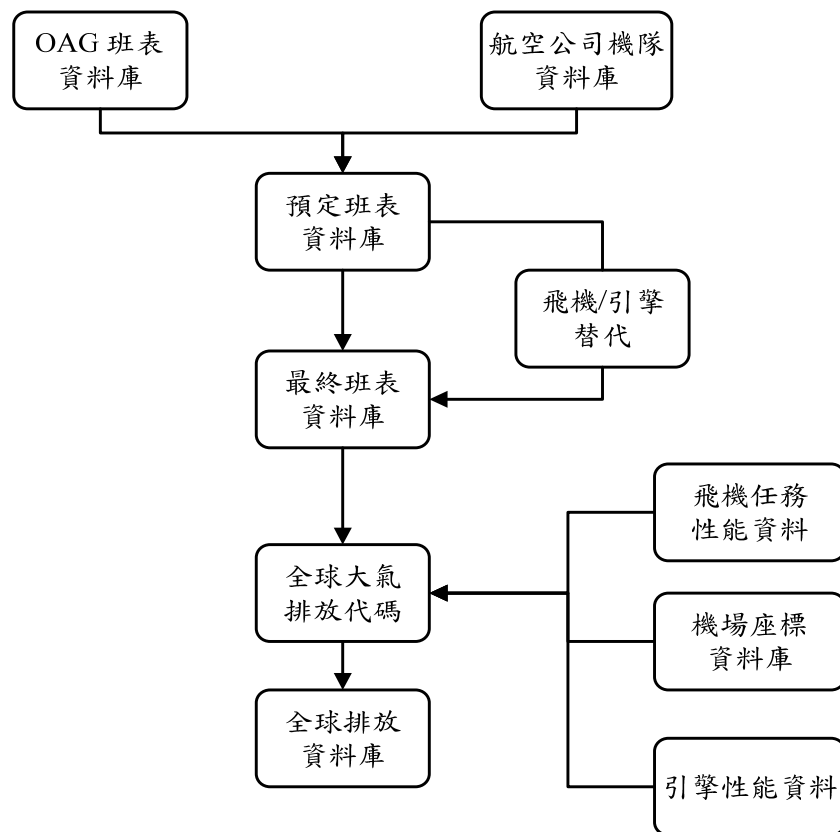 OAG 班表
資料庫
航空公司機隊
資料庫
預定班表
資料庫
飛機/引擎
替代
最終班表
資料庫
飛機任務
性能資料
全球大氣
排放代碼
機場座標
資料庫
全球排放
資料庫
引擎性能資料